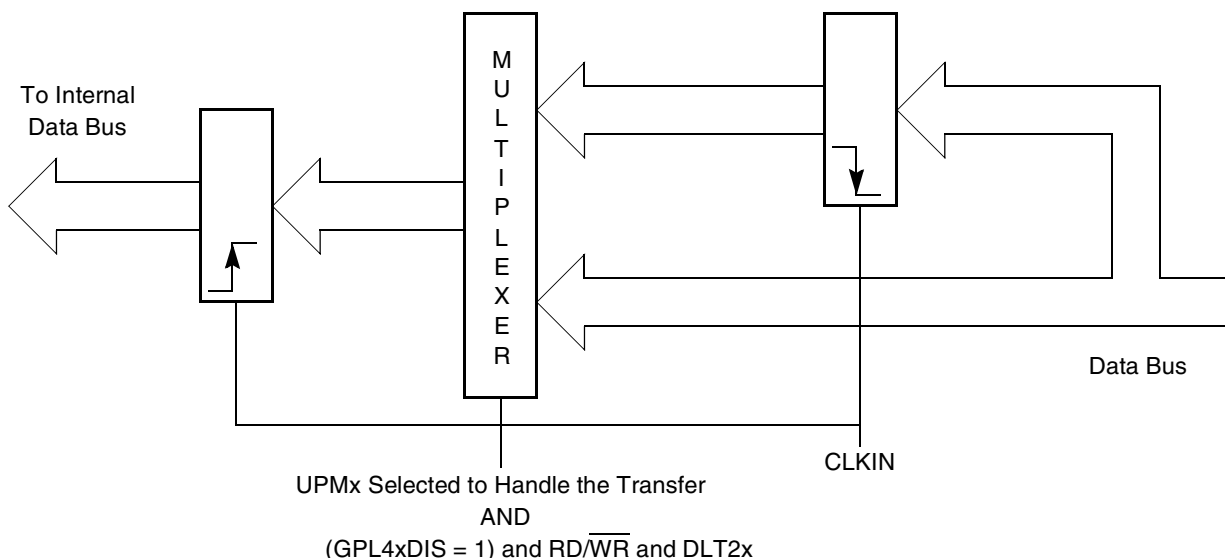 To Internal
Data Bus
MULTIPLEXER
Data Bus
CLKIN
UPMx Selected to Handle the Transfer
AND
(GPL4xDIS = 1) and RD/W̅R̅ and DLT2x